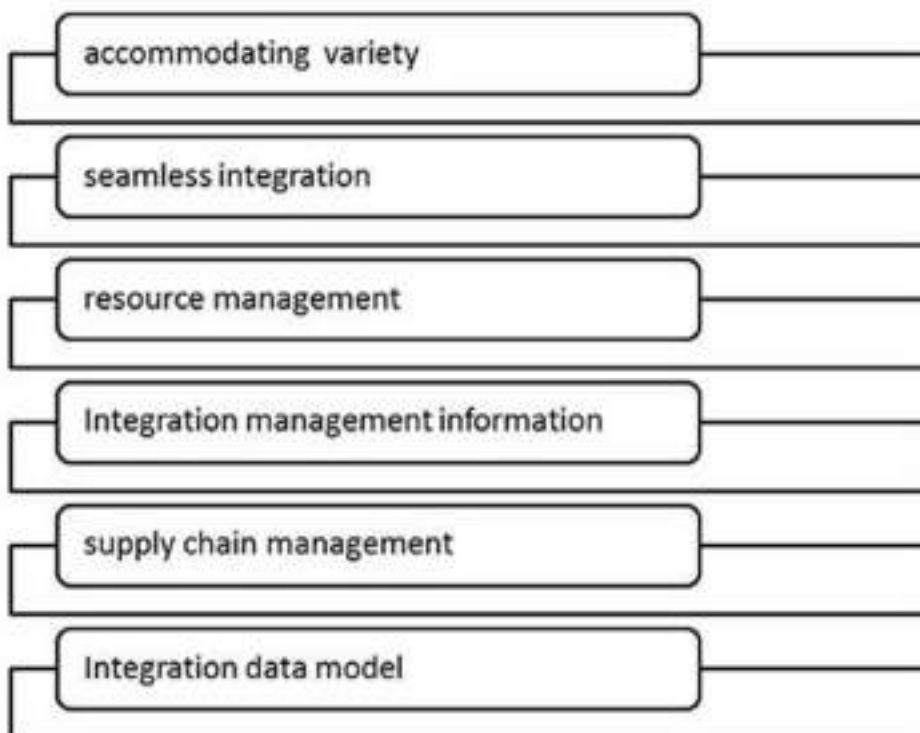 accommodating variety
seamless integration
resource management
Integration management information
supply chain management
Integration data model